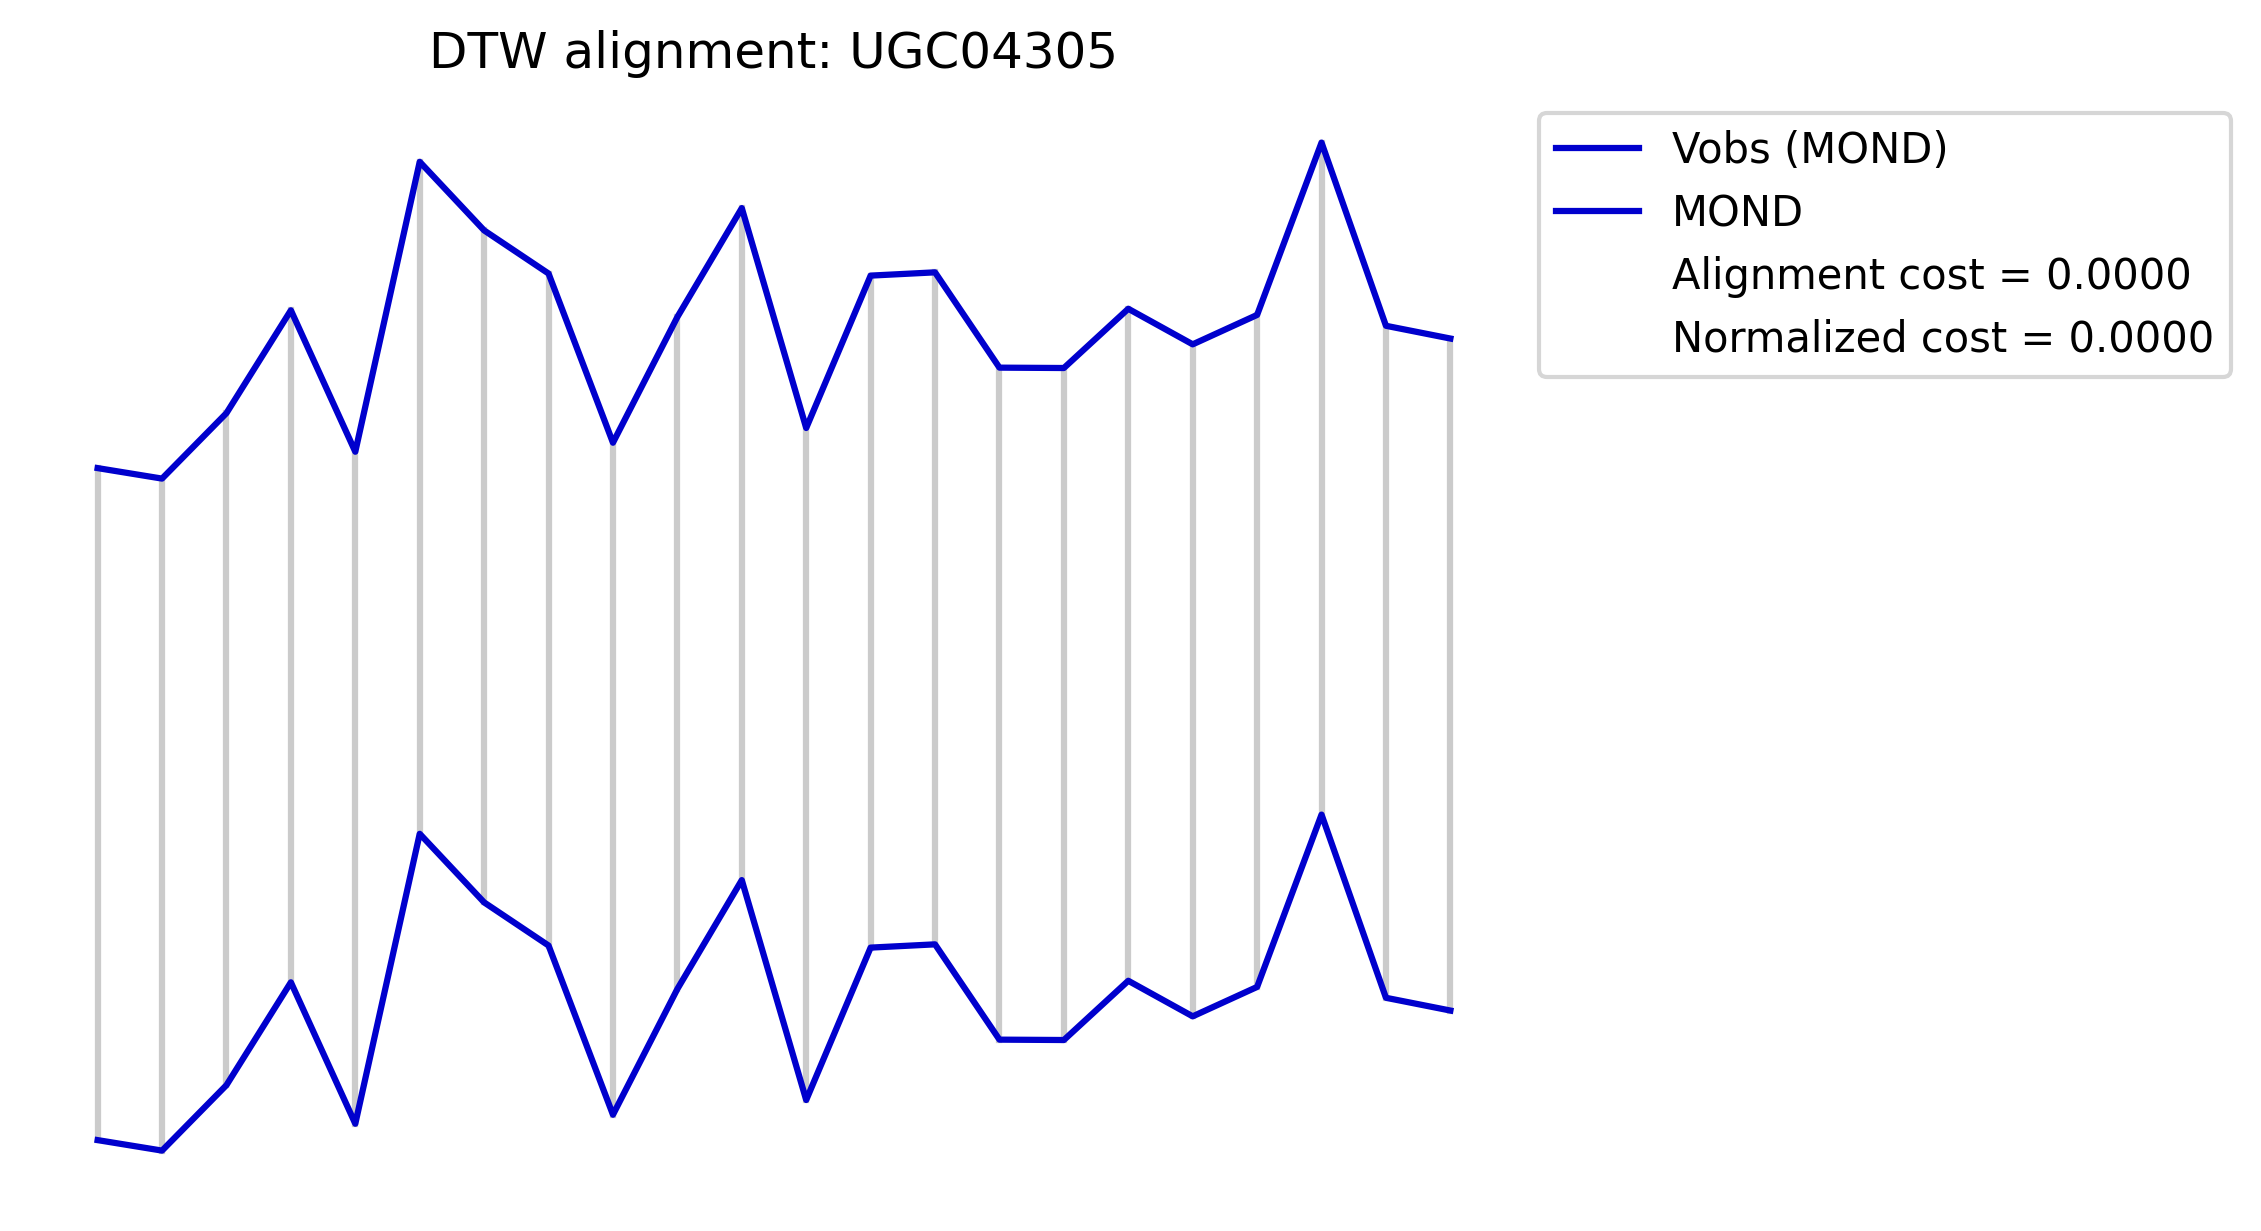 DTW alignment: UGC04305
Vobs (MOND)
MOND
Alignment cost = 0.0000
Normalized cost = 0.0000